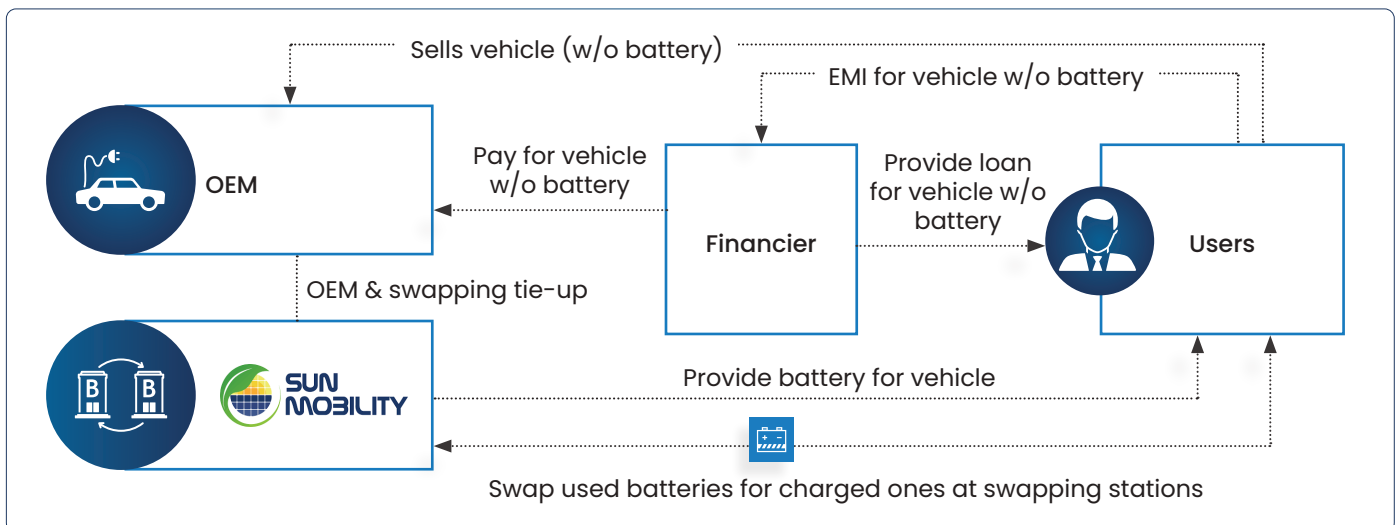 Sells vehicle (w/o battery)
EMI for vehicle w/o battery
OEM
Pay for vehicle
w/o battery
Financier
Provide loan
for vehicle w/o
battery
Users
OEM & swapping tie-up
B
B
SUN
MOBILITY
Provide battery for vehicle
Swap used batteries for charged ones at swapping stations